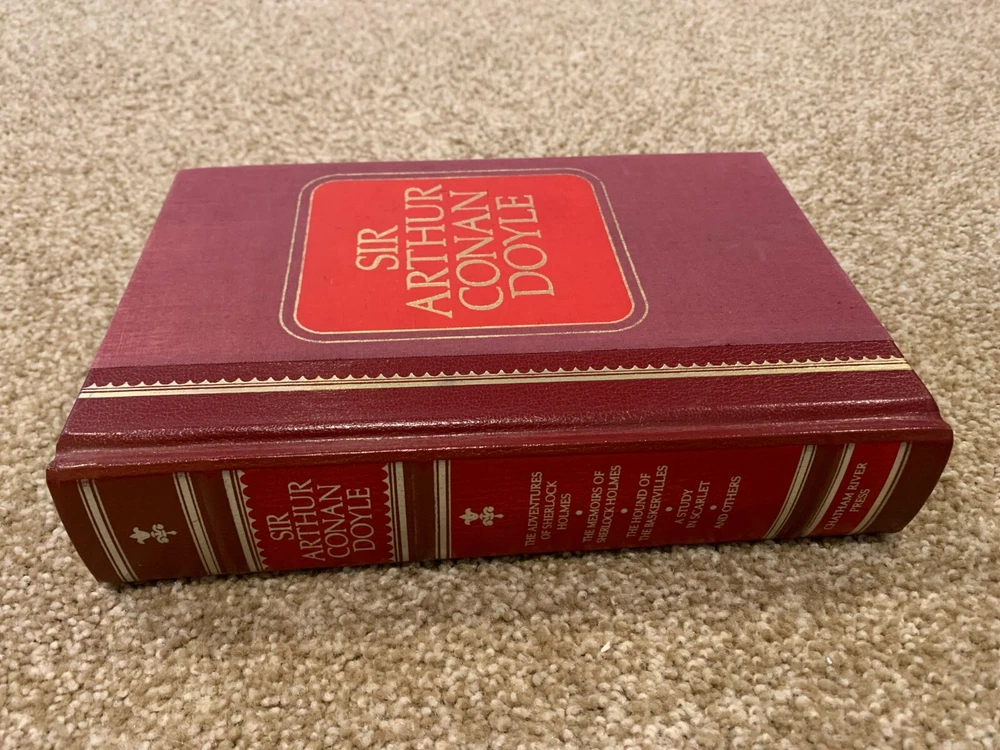 SIR
ARTHUR
CONAN
DOYLE
SIR
ARTHUR
CONAN
DOYLE
THE ADVENTURES
OF SHERLOCK
HOLMES
•
THE MEMOIRS OF
SHERLOCK HOLMES
•
THE HOUND OF
THE BASKERVILLES
•
A STUDY
IN SCARLET
•
AND OTHERS
CHATHAM RIVER
PRESS